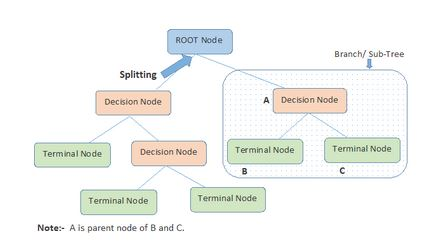 ROOT Node
Branch/ Sub-Tree
Splitting
Decision Node
A Decision Node
Terminal Node
Decision Node
Terminal Node
Terminal Node
B
C
Terminal Node
Terminal Node
Note:- A is parent node of B and C.